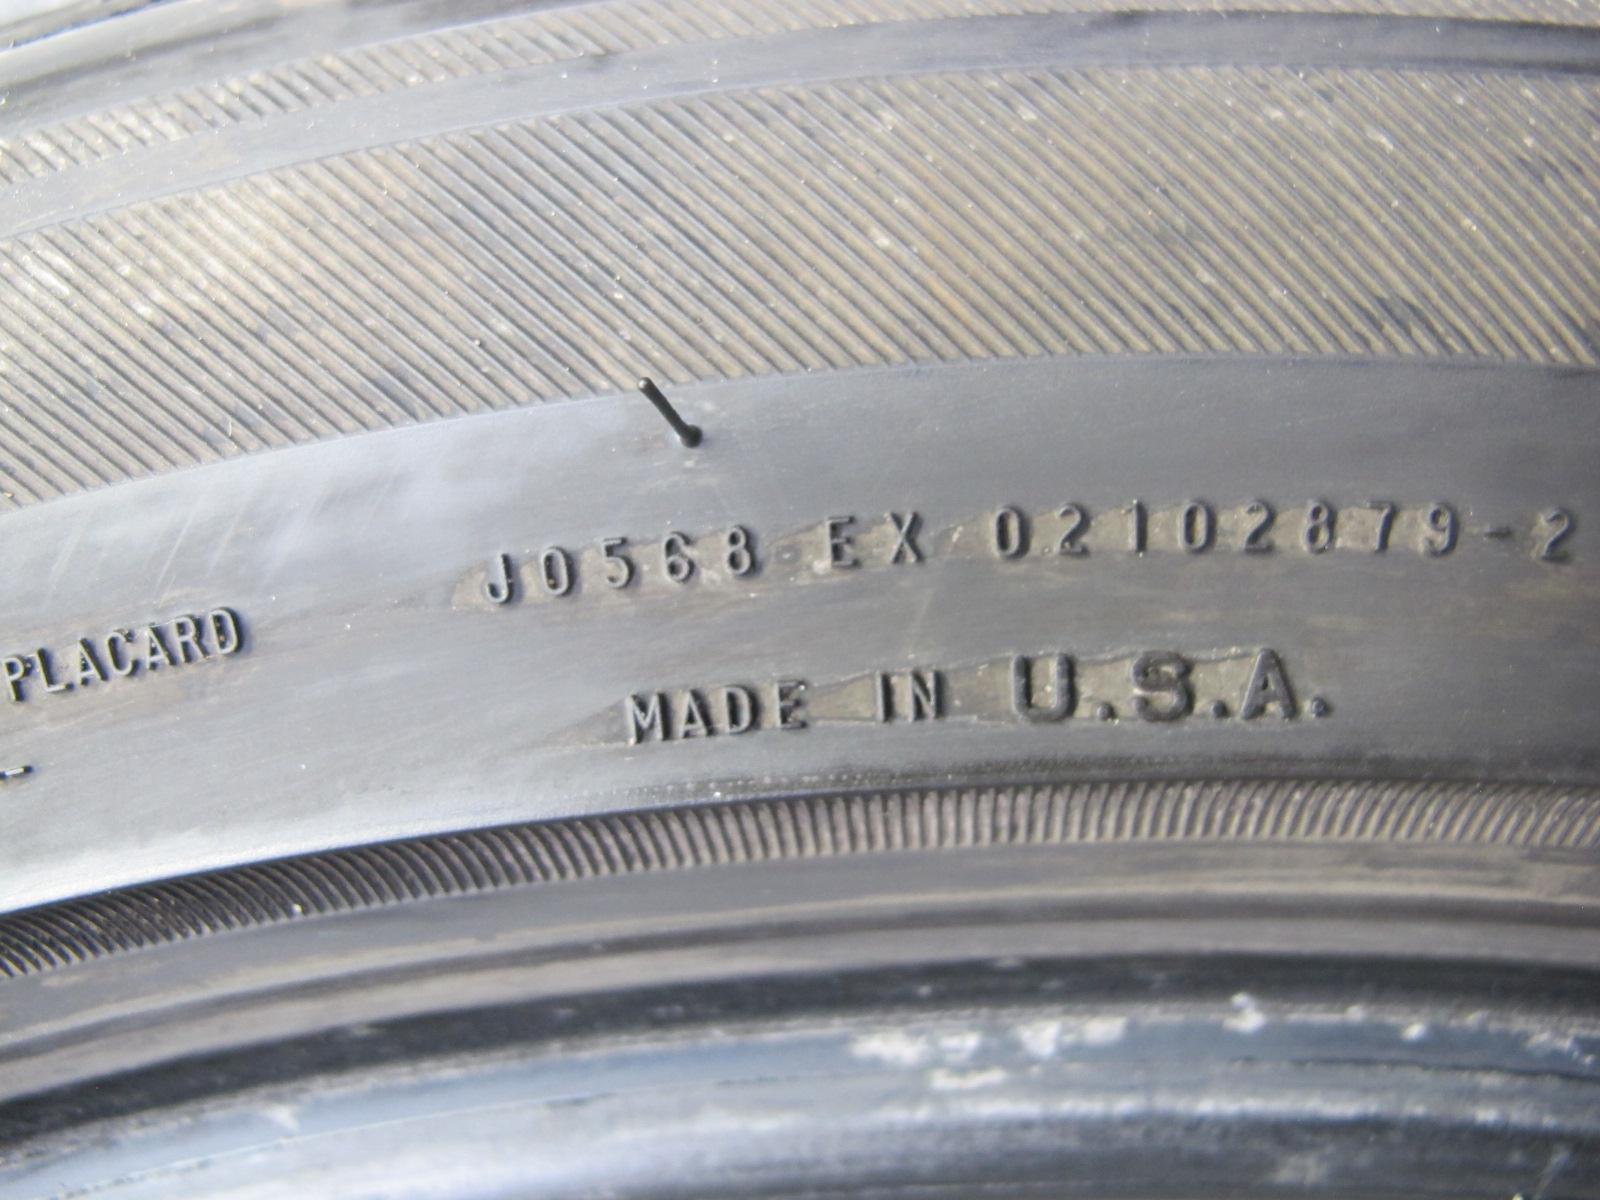 J0568 EX 02102879-2
PLACARD
MADE IN U.S.A.
-